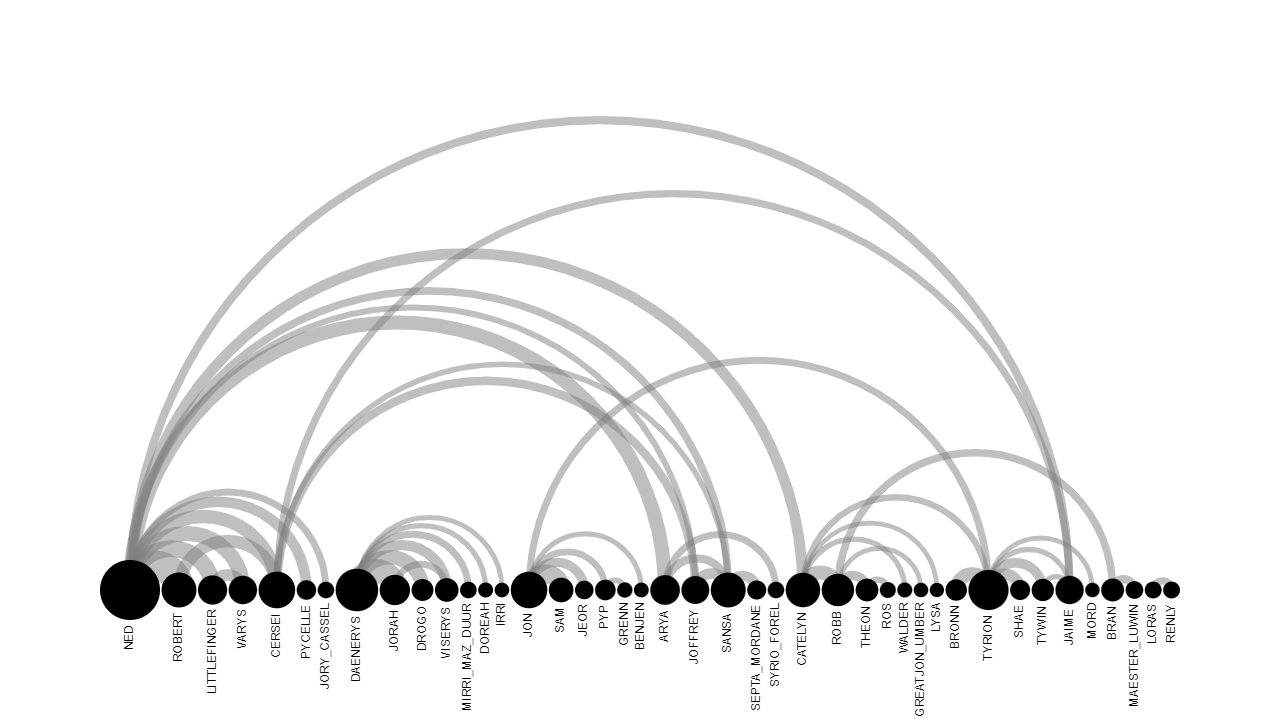 NED
ROBERT
LITTLEFINGER
VARYS
CERSEI
PYCELLE
JORY_CASSEL
DAENERYS
JORAH
DROGO
VISERYS
MIRRI_MAZ_DUUR
DOREAH
IRRI
JON
SAM
JEOR
PYP
GRENN
BENJEN
ARYA
JOFFREY
SANSA
SEPTA_MORDANE
SYRIO_FOREL
CATELYN
ROBB
THEON
ROS
WALDER
GREATJON_UMBER
LYSA
BRONN
TYRION
SHAE
TYWIN
JAIME
MORD
BRAN
MAESTER_LUWIN
LORAS
RENLY